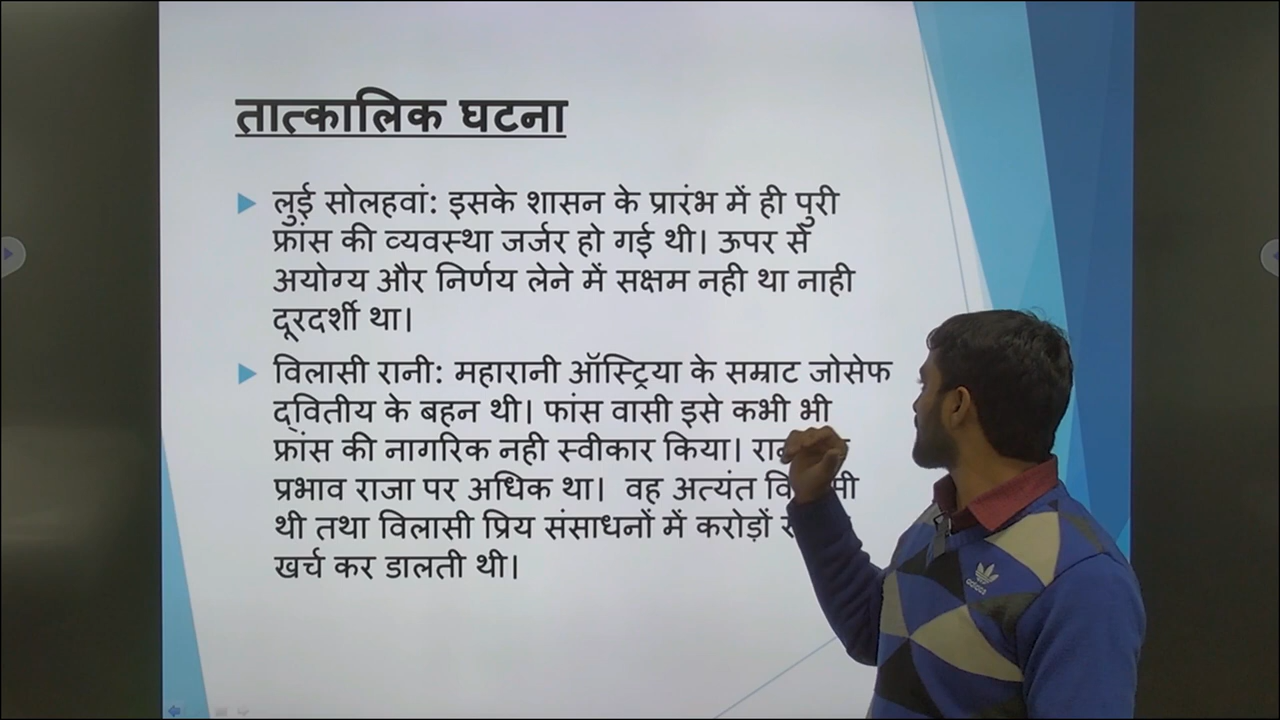 तात्कालिक घटना
लुई सोलहवां: इसके शासन के प्रारंभ में ही पुरी
फ्रांस की व्यवस्था जर्जर हो गई थी। ऊपर से
अयोग्य और निर्णय लेने में सक्षम नही था नाही
दूरदर्शी था।
विलासी रानी: महारानी ऑस्ट्रिया के सम्राट जोसेफ
द्वितीय के बहन थी। फांस वासी इसे कभी भी
फ्रांस की नागरिक नही स्वीकार किया।
प्रभाव राजा पर अधिक था। वह अत्यंत
थी तथा विलासी प्रिय संसाधनों में करोड़ों
खर्च कर डालती थी।
adidas